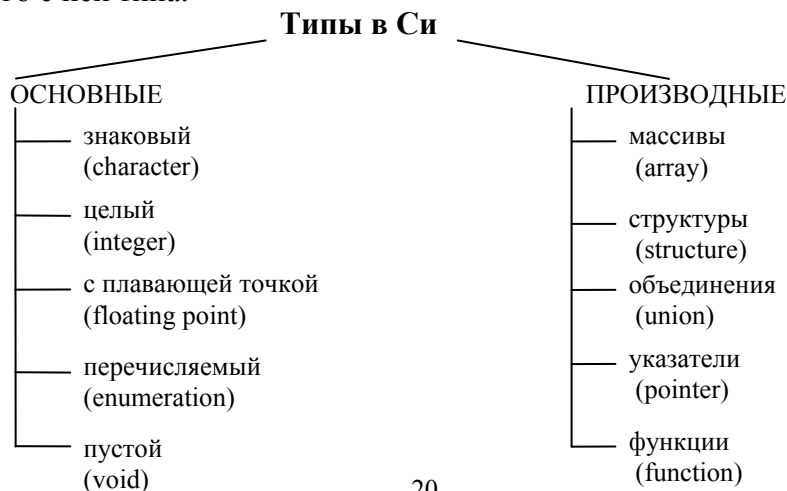 Типы в Си
ОСНОВНЫЕ
знаковый
(character)
целый
(integer)
с плавающей точкой
(floating point)
перечисляемый
(enumeration)
пустой
(void)
ПРОИЗВОДНЫЕ
массивы
(array)
структуры
(structure)
объединения
(union)
указатели
(pointer)
функции
(function)
20